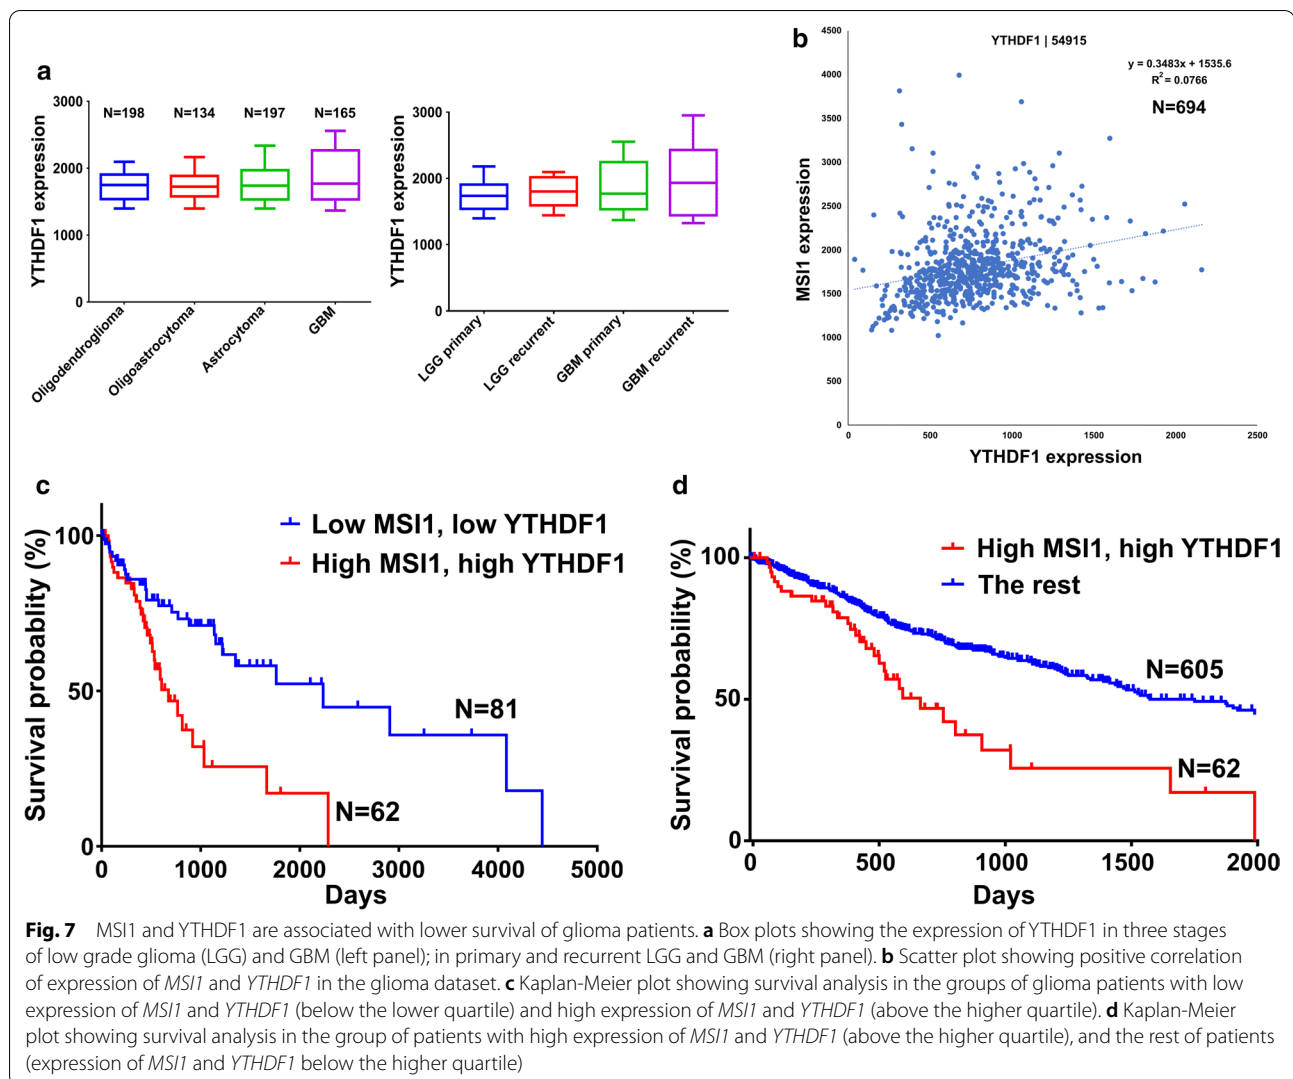 a
YTHDF1 expression
3000
2000
1000
0
N=198
N=134
N=197
N=165
Oligodendroglioma
Oligoastrocytoma
Astrocytoma
GBM
YTHDF1 expression
3000
2000
1000
0
LGG primary
LGG recurrent
GBM primary
GBM recurrent
b
YTHDF1 | 54915
y = 0.3483x + 1535.6
R² = 0.0766
N=694
MSI1 expression
4500
4000
3500
3000
2500
2000
1500
1000
500
0
0
500
1000
1500
2000
2500
YTHDF1 expression
c
Survival probability (%)
100
50
0
Low MSI1, low YTHDF1
High MSI1, high YTHDF1
N=81
N=62
0
1000
2000
3000
4000
5000
Days
d
Survival probability (%)
100
50
0
High MSI1, high YTHDF1
The rest
N=605
N=62
0
500
1000
1500
2000
Days
Fig. 7 MSI1 and YTHDF1 are associated with lower survival of glioma patients. a Box plots showing the expression of YTHDF1 in three stages
of low grade glioma (LGG) and GBM (left panel); in primary and recurrent LGG and GBM (right panel). b Scatter plot showing positive correlation
of expression of MSI1 and YTHDF1 in the glioma dataset. c Kaplan-Meier plot showing survival analysis in the groups of glioma patients with low
expression of MSI1 and YTHDF1 (below the lower quartile) and high expression of MSI1 and YTHDF1 (above the higher quartile). d Kaplan-Meier
plot showing survival analysis in the group of patients with high expression of MSI1 and YTHDF1 (above the higher quartile), and the rest of patients
(expression of MSI1 and YTHDF1 below the higher quartile)